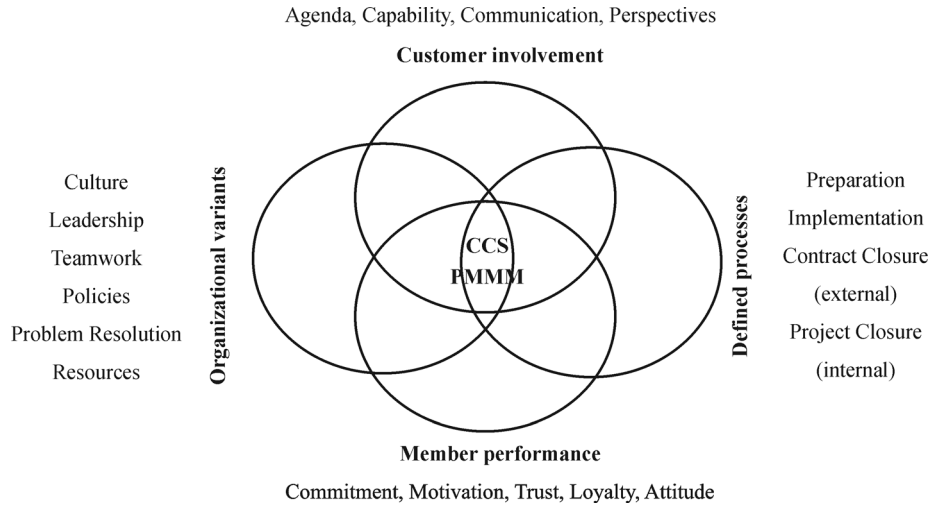 Agenda, Capability, Communication, Perspectives
Customer involvement
Organizational variants
Culture
Leadership
Teamwork
Policies
Problem Resolution
Resources
CCS
PMMM
Defined processes
Preparation
Implementation
Contract Closure
(external)
Project Closure
(internal)
Member performance
Commitment, Motivation, Trust, Loyalty, Attitude